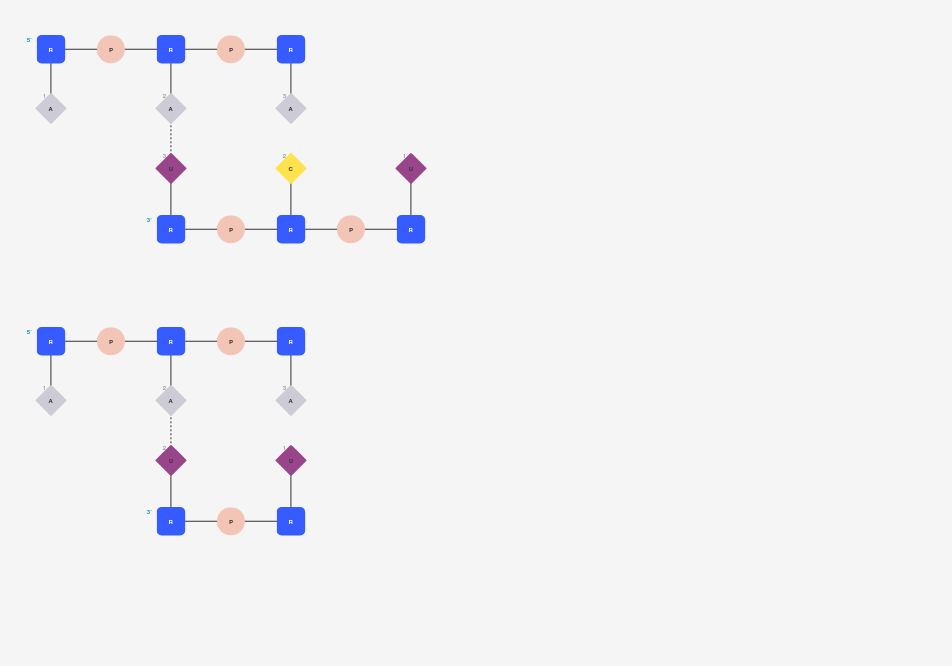 5' R P R P R
1 2 3
A A A
3 2 1
U C U
3' R P R P R
5' R P R P R
1 2 3
A A A
2 1
U U
3' R P R